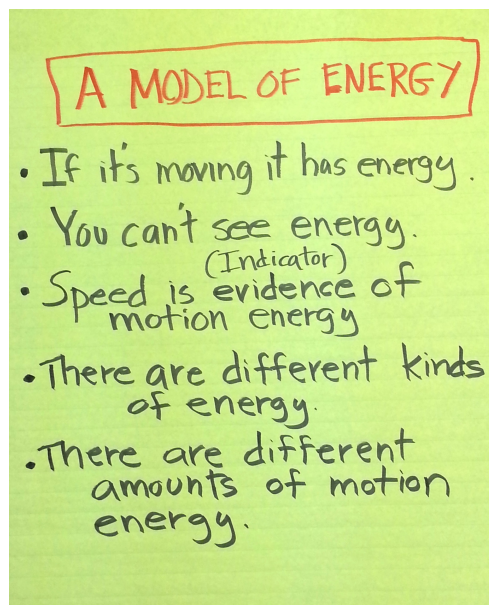 A MODEL OF ENERGY
• If it's moving it has energy.
• You can't see energy.
(Indicator)
• Speed is evidence of
motion energy
• There are different kinds
of energy.
• There are different
amounts of motion
energy.